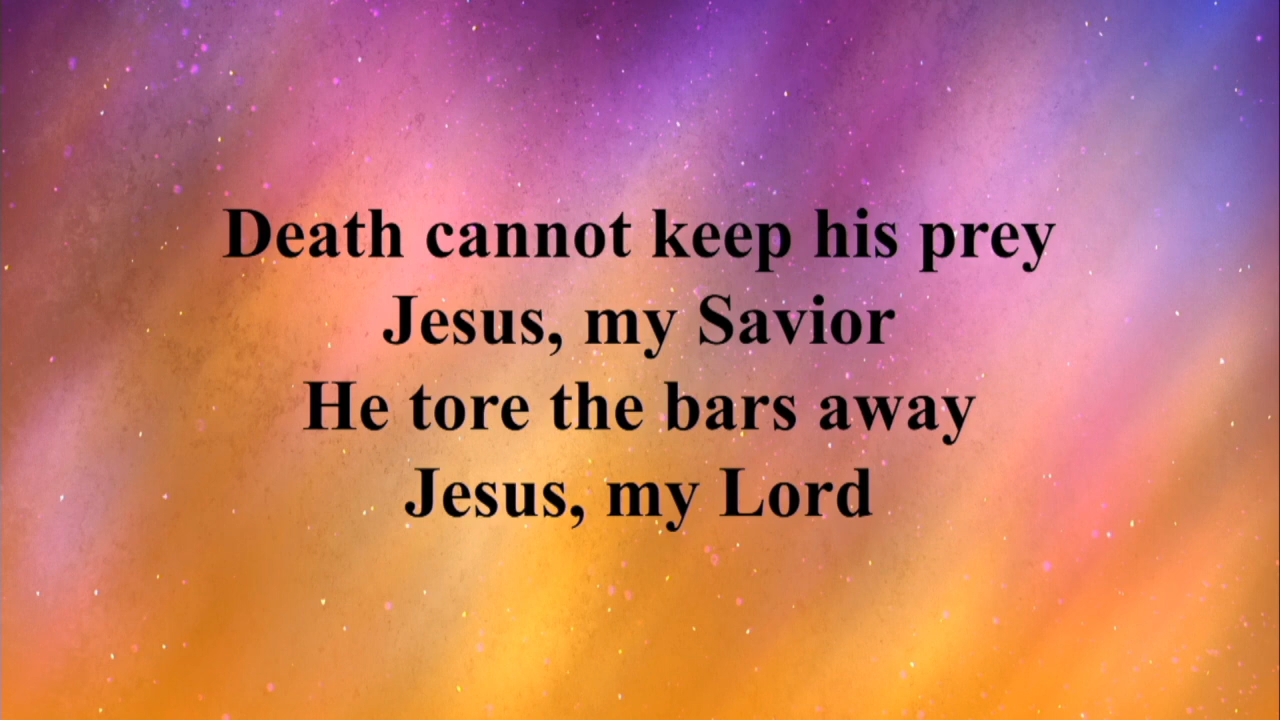 Death cannot keep his prey
Jesus, my Savior
He tore the bars away
Jesus, my Lord